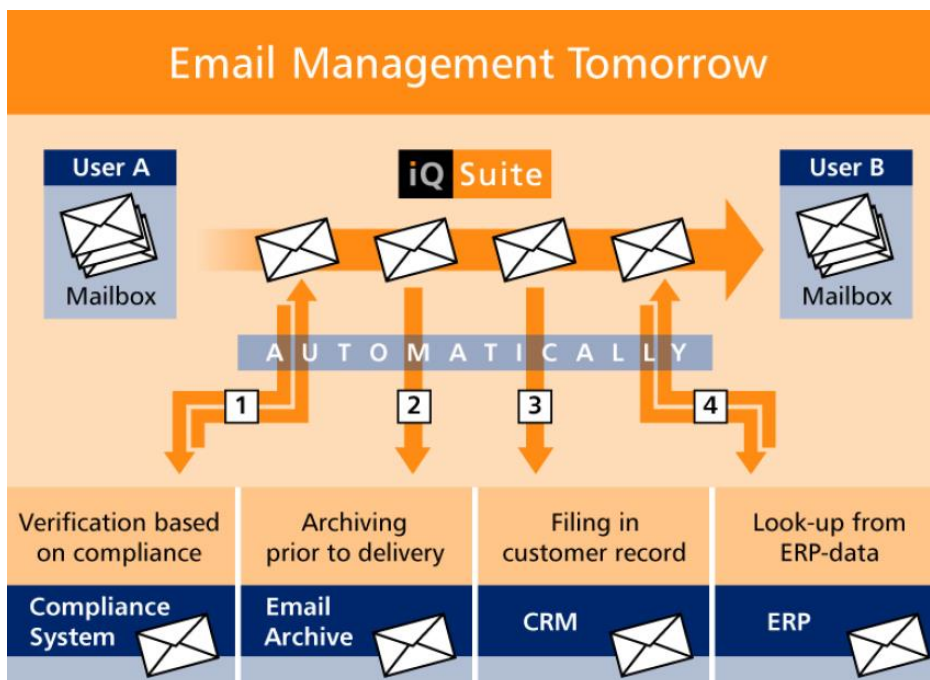 Email Management Tomorrow
User A
Mailbox
iQ Suite
User B
Mailbox
AUTOMATICALLY
1
2
3
4
Verification based
on compliance
Compliance
System
Archiving
prior to delivery
Email
Archive
Filing in
customer record
CRM
Look-up from
ERP-data
ERP